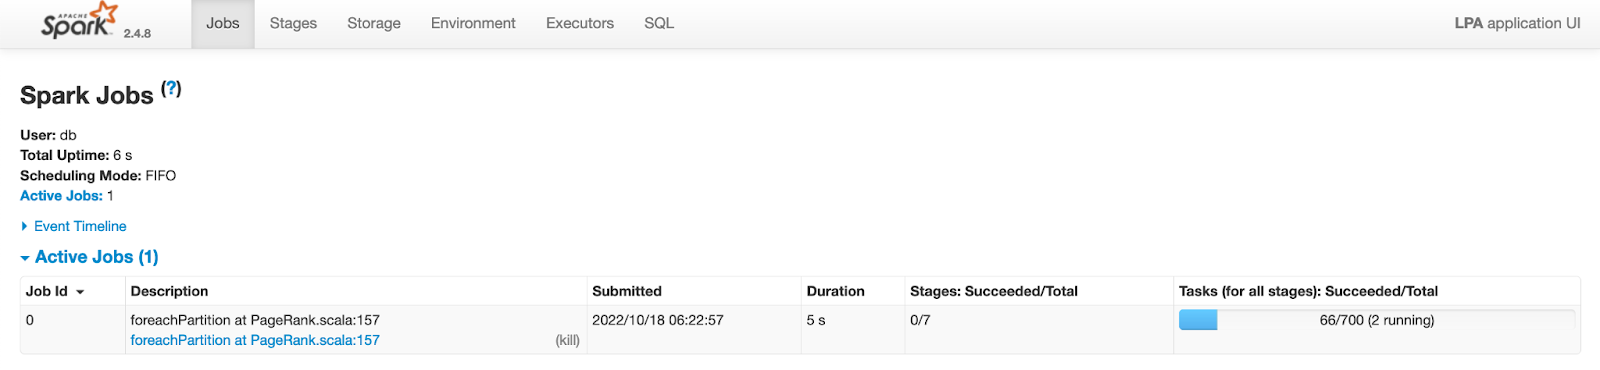 APACHE
Spark 2.4.8 Jobs Stages Storage Environment Executors SQL LPA application UI
Spark Jobs (?)
User: db
Total Uptime: 6 s
Scheduling Mode: FIFO
Active Jobs: 1
Event Timeline
Active Jobs (1)
Job Id Description Submitted Duration Stages: Succeeded/Total Tasks (for all stages): Succeeded/Total
0 foreachPartition at PageRank.scala:157 2022/10/18 06:22:57 5 s 0/7 66/700 (2 running)
foreachPartition at PageRank.scala:157 (kill)